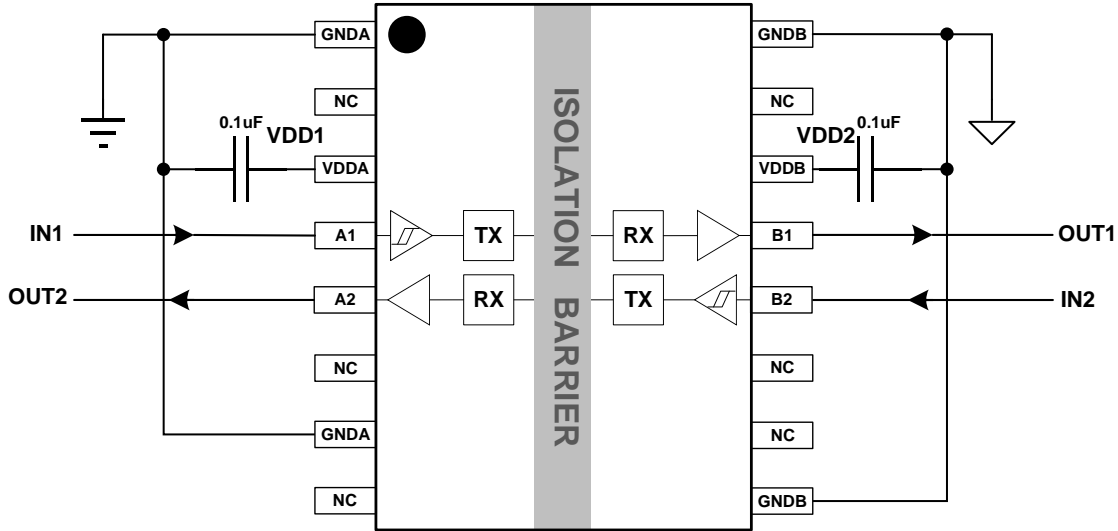 GNDA
GNDB
NC
NC
0.1uF
VDD1
VDD2
0.1uF
VDDA
VDDB
IN1
A1
TX
RX
B1
OUT1
OUT2
A2
RX
TX
B2
IN2
ISOLATION BARRIER
NC
NC
GNDA
NC
NC
GNDB